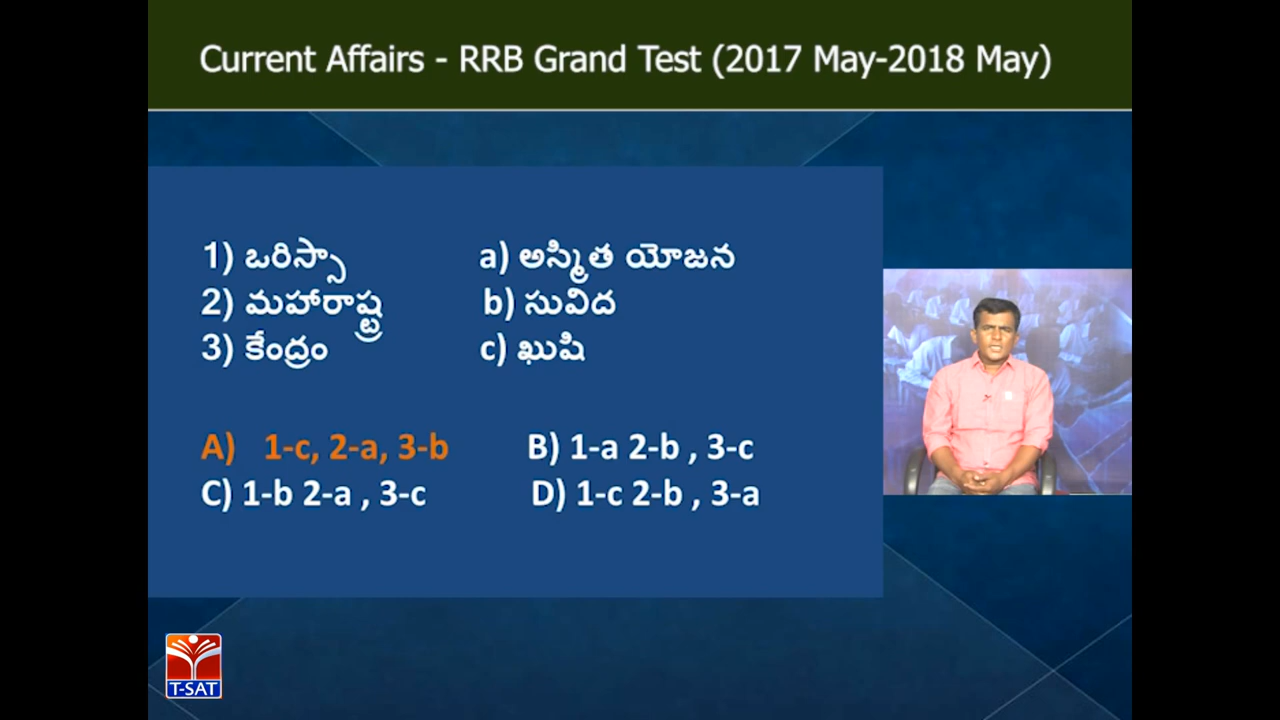 Current Affairs - RRB Grand Test (2017 May-2018 May)
1) ఒరిస్సా a) అస్మిత యోజన
2) మహారాష్ట్ర b) సువిద
3) కేంద్రం c) ఖుషి
A) 1-c, 2-a, 3-b B) 1-a 2-b , 3-c
C) 1-b 2-a , 3-c D) 1-c 2-b , 3-a
T-SAT